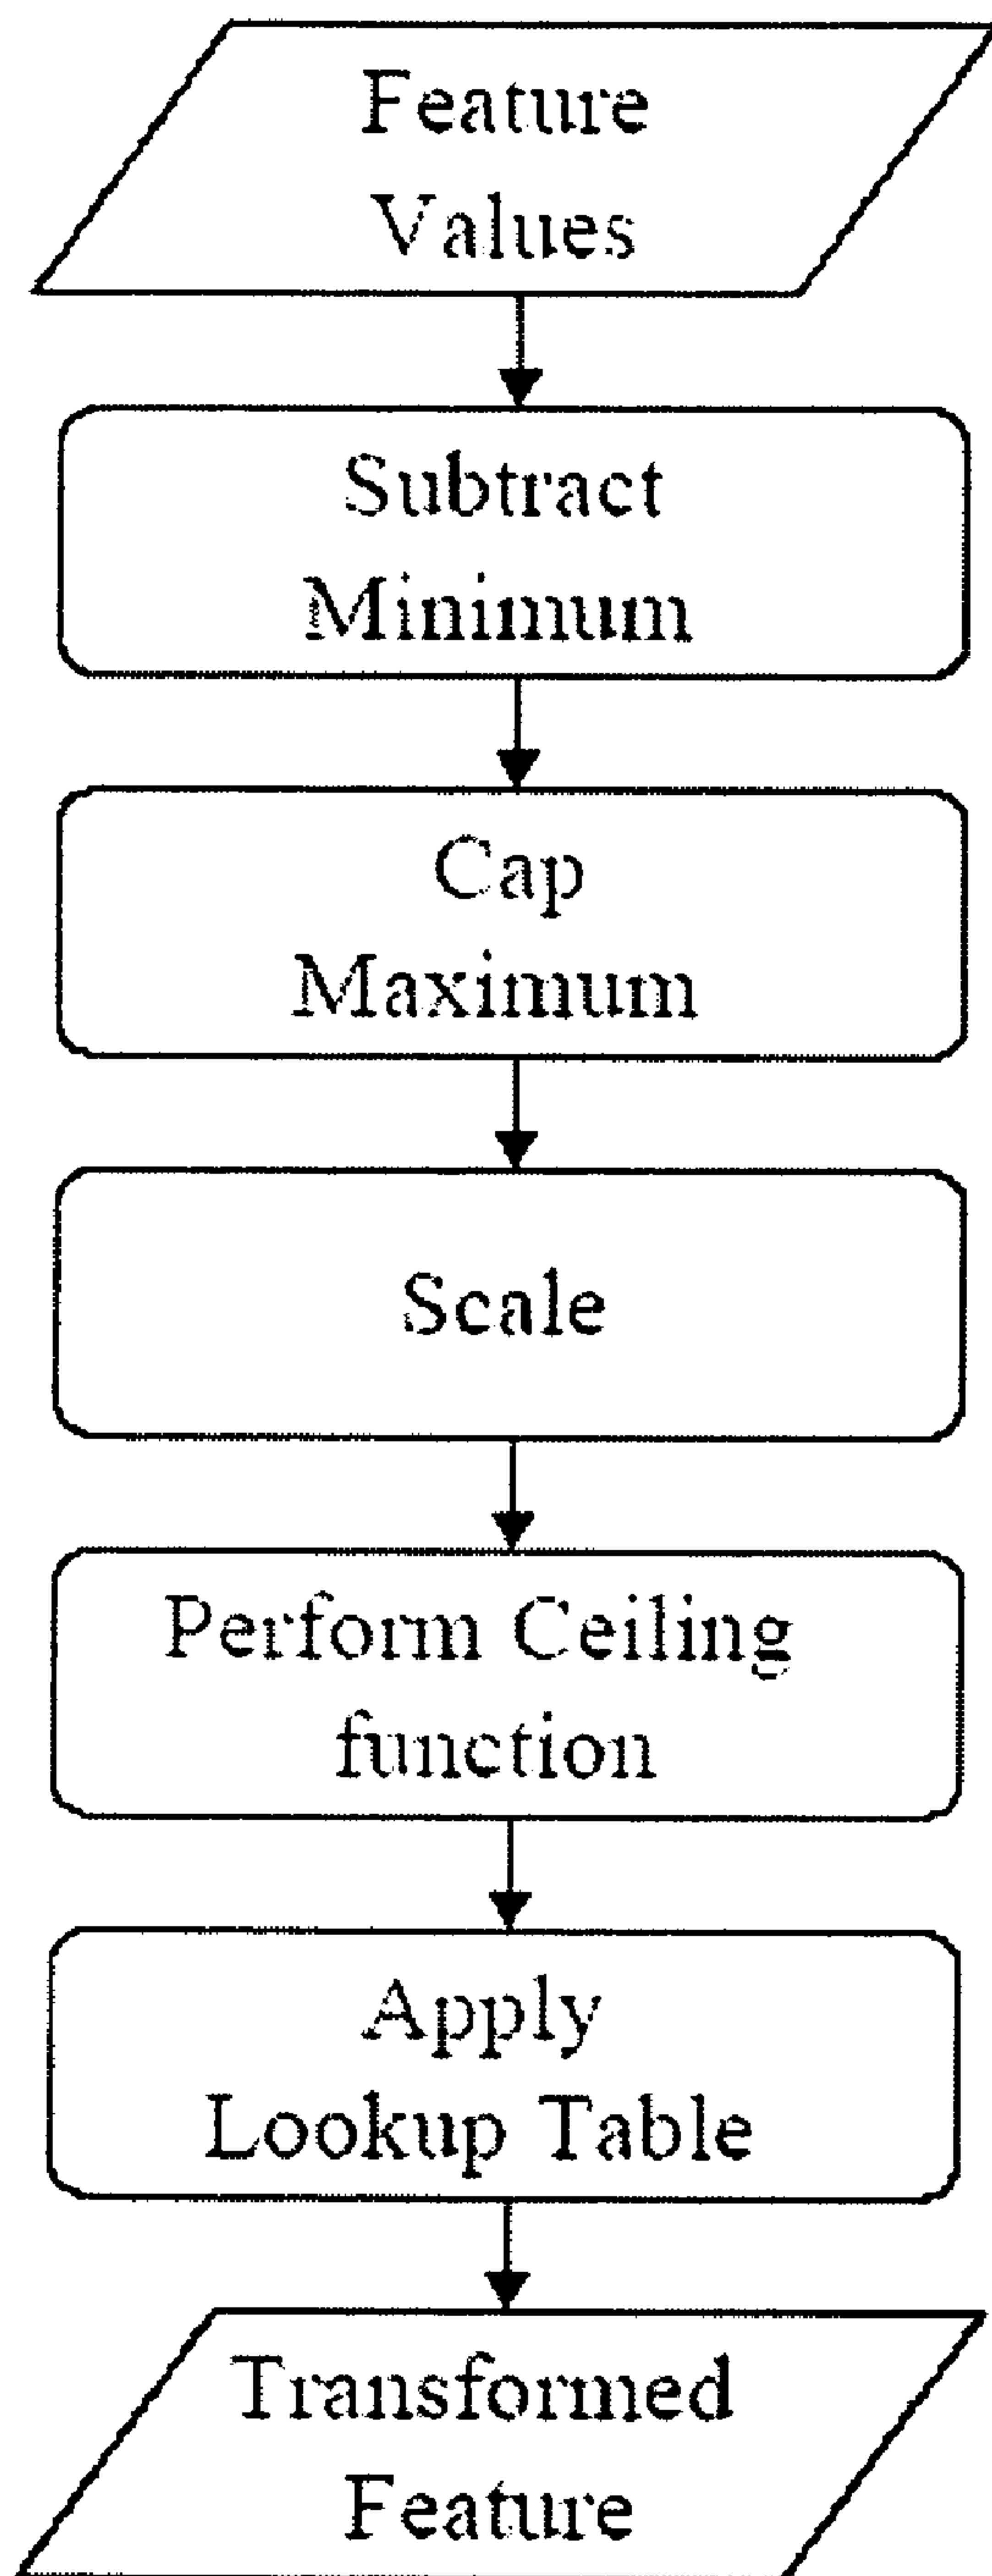 Feature
Values
Subtract
Minimum
Cap
Maximum
Scale
Perform Ceiling
function
Apply
Lookup Table
Transformed
Feature